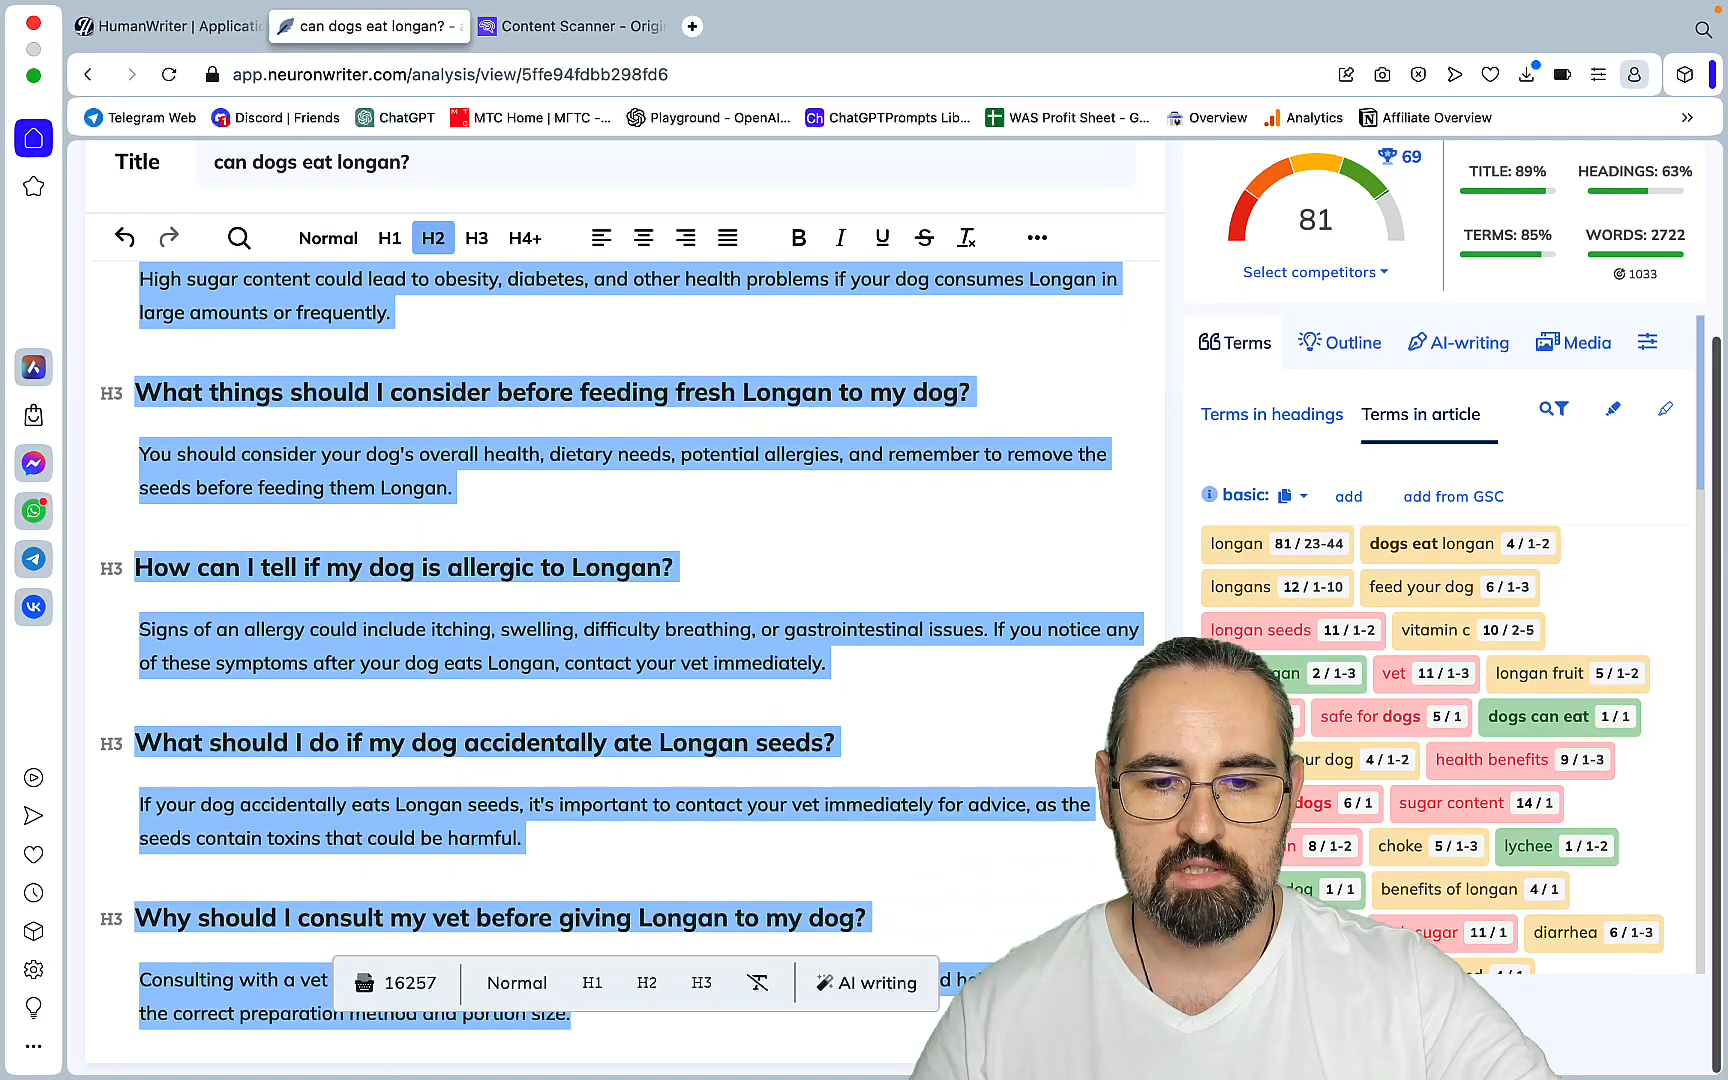 HumanWriter | Applicatio
can dogs eat longan? -
Content Scanner - Origi
app.neuronwriter.com/analysis/view/5ffe94fdbb298fd6
Telegram Web
Discord | Friends
ChatGPT
МТС Home | МГТС -...
Playground - OpenAI...
ChatGPTPrompts Lib...
WAS Profit Sheet - G...
Overview
Analytics
Affiliate Overview
Title
can dogs eat longan?
Normal H1 H2 H3 H4+
High sugar content could lead to obesity, diabetes, and other health problems if your dog consumes Longan in
large amounts or frequently.
H3 What things should I consider before feeding fresh Longan to my dog?
You should consider your dog's overall health, dietary needs, potential allergies, and remember to remove the
seeds before feeding them Longan.
H3 How can I tell if my dog is allergic to Longan?
Signs of an allergy could include itching, swelling, difficulty breathing, or gastrointestinal issues. If you notice any
of these symptoms after your dog eats Longan, contact your vet immediately.
H3 What should I do if my dog accidentally ate Longan seeds?
If your dog accidentally eats Longan seeds, it's important to contact your vet immediately for advice, as the
seeds contain toxins that could be harmful.
H3 Why should I consult my vet before giving Longan to my dog?
Consulting with a vet
the correct preparation method and portion size.
16257 Normal H1 H2 H3 AI writing
69
81
Select competitors
TITLE: 89% HEADINGS: 63%
TERMS: 85% WORDS: 2722
1033
Terms Outline AI-writing Media
Terms in headings Terms in article
basic: add add from GSC
longan 81 / 23-44 dogs eat longan 4 / 1-2
longans 12 / 1-10 feed your dog 6 / 1-3
longan seeds 11 / 1-2 vitamin c 10 / 2-5
2 / 1-3 vet 11 / 1-3 longan fruit 5 / 1-2
safe for dogs 5 / 1 dogs can eat 1 / 1
dog 4 / 1-2 health benefits 9 / 1-3
dogs 6 / 1 sugar content 14 / 1
8 / 1-2 choke 5 / 1-3 lychee 1 / 1-2
1 / 1 benefits of longan 4 / 1
sugar 11 / 1 diarrhea 6 / 1-3